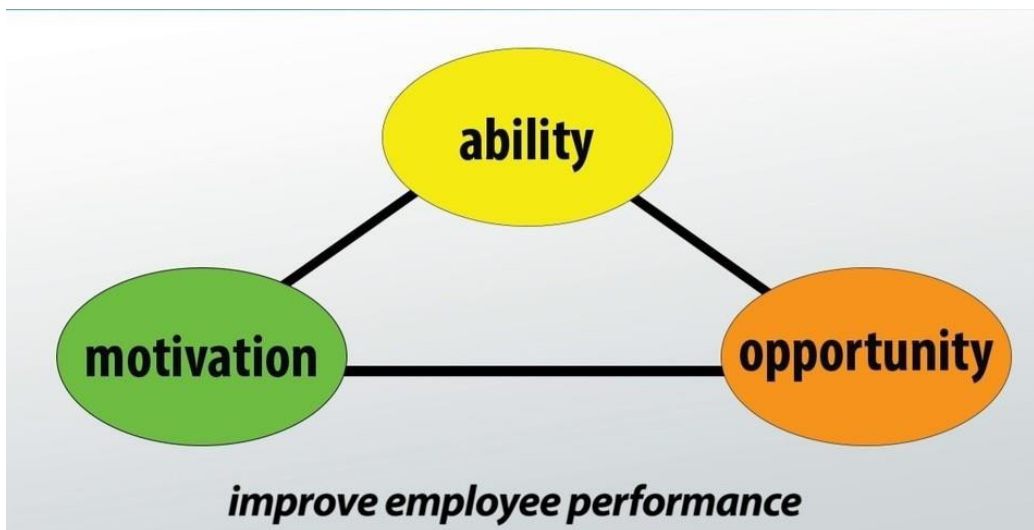 ability
motivation
opportunity
improve employee performance